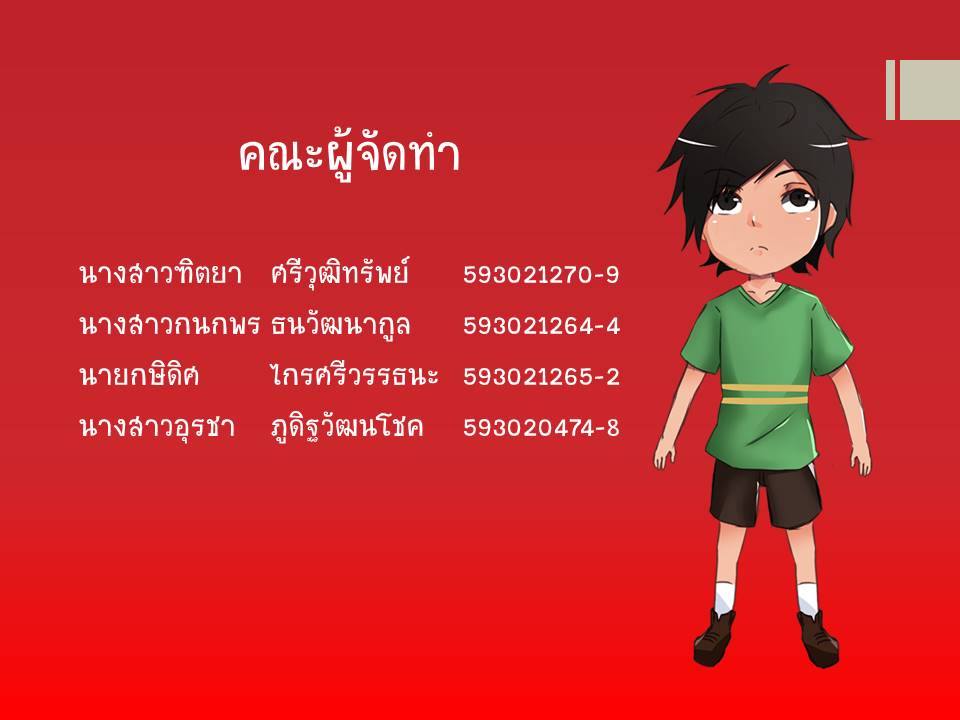 คณะผู้จัดทำ
นางสาวฑิตยา ศรีวุฒิทรัพย์ 593021270-9
นางสาวกนกพร ธนวัฒนากูล 593021264-4
นายกษิดิศ ไกรศรีวรรธนะ 593021265-2
นางสาวอุรชา ภูดิฐวัฒนโชค 593020474-8